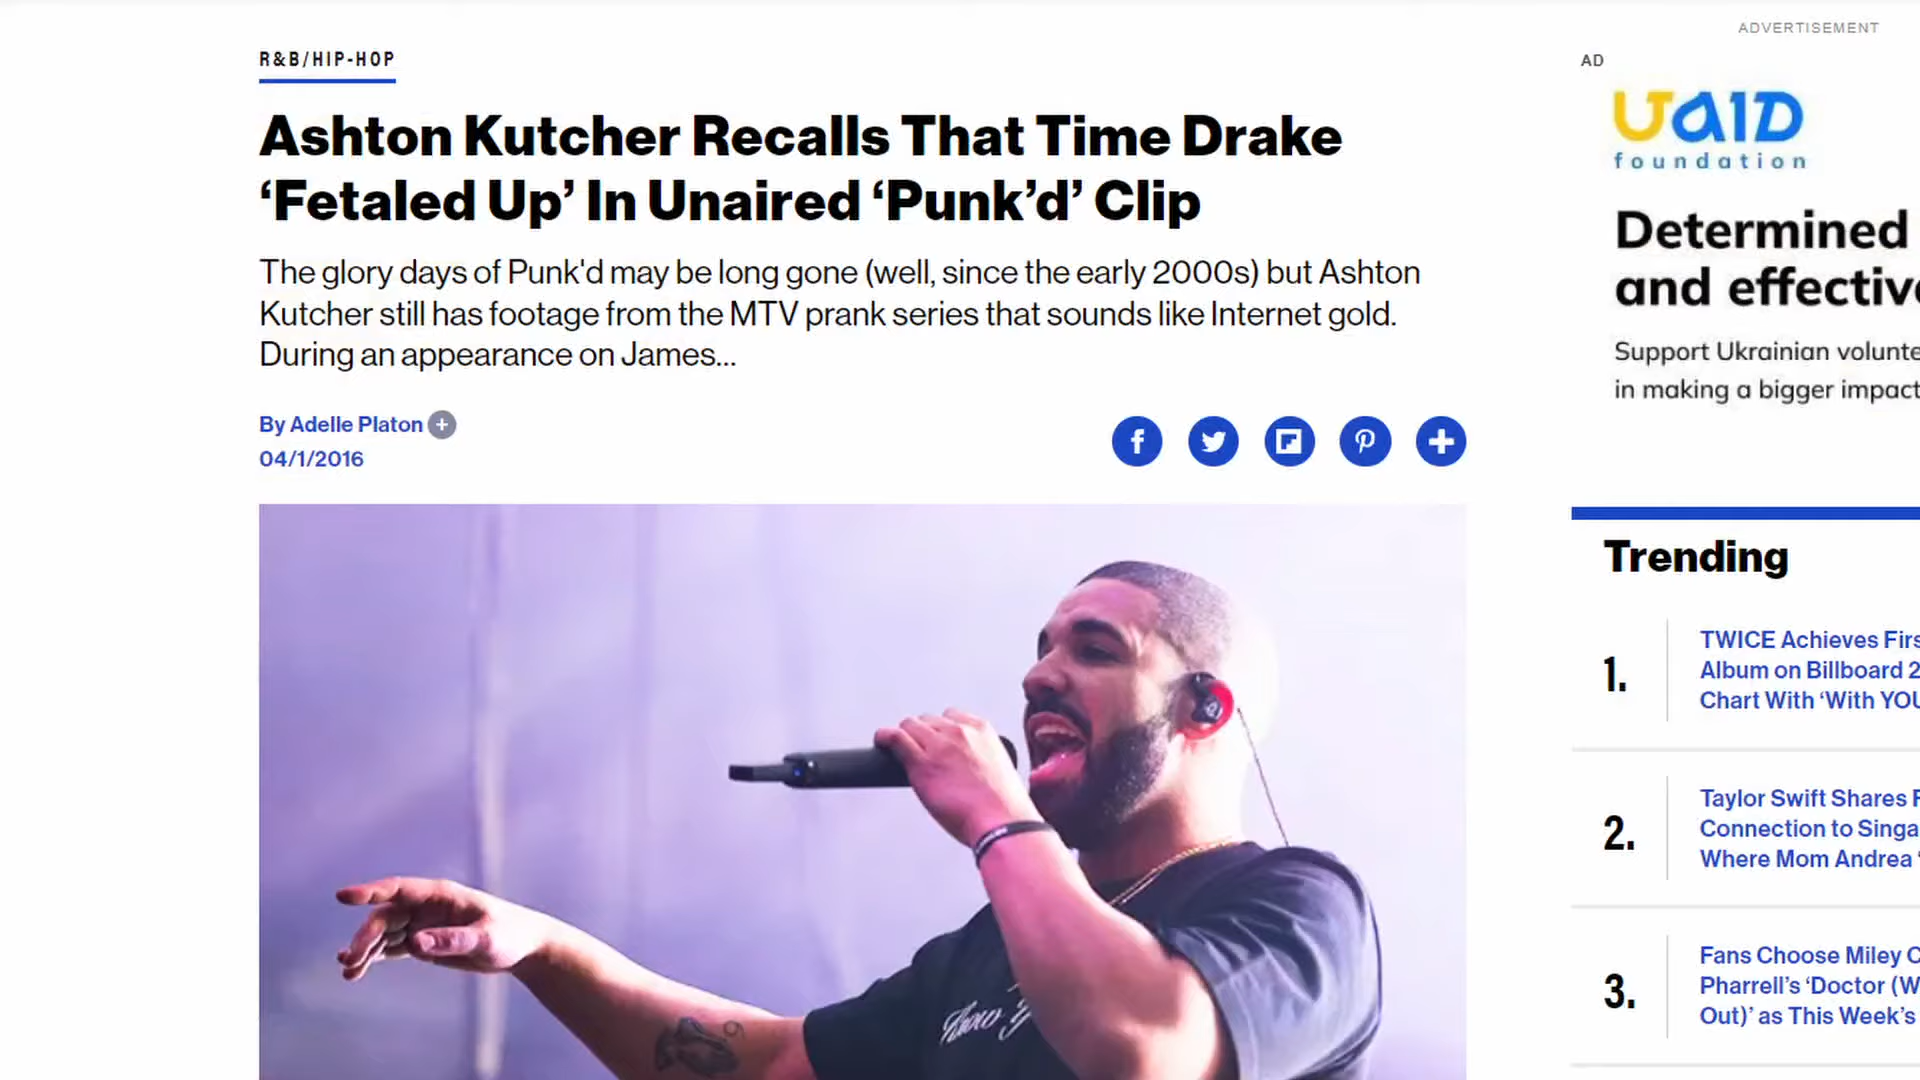 ADVERTISEMENT
R&B/HIP-HOP
AD
Ashton Kutcher Recalls That Time Drake
‘Fetaled Up’ In Unaired ‘Punk’d’ Clip
The glory days of Punk'd may be long gone (well, since the early 2000s) but Ashton
Kutcher still has footage from the MTV prank series that sounds like Internet gold.
During an appearance on James...
By Adelle Platon
04/1/2016
UAID
foundation
Determined
and effective
Support Ukrainian volunte
in making a bigger impact
Trending
1.
TWICE Achieves Firs
Album on Billboard 2
Chart With ‘With YOU
2.
Taylor Swift Shares F
Connection to Singa
Where Mom Andrea ‘
3.
Fans Choose Miley C
Pharrell’s ‘Doctor (W
Out)’ as This Week’s